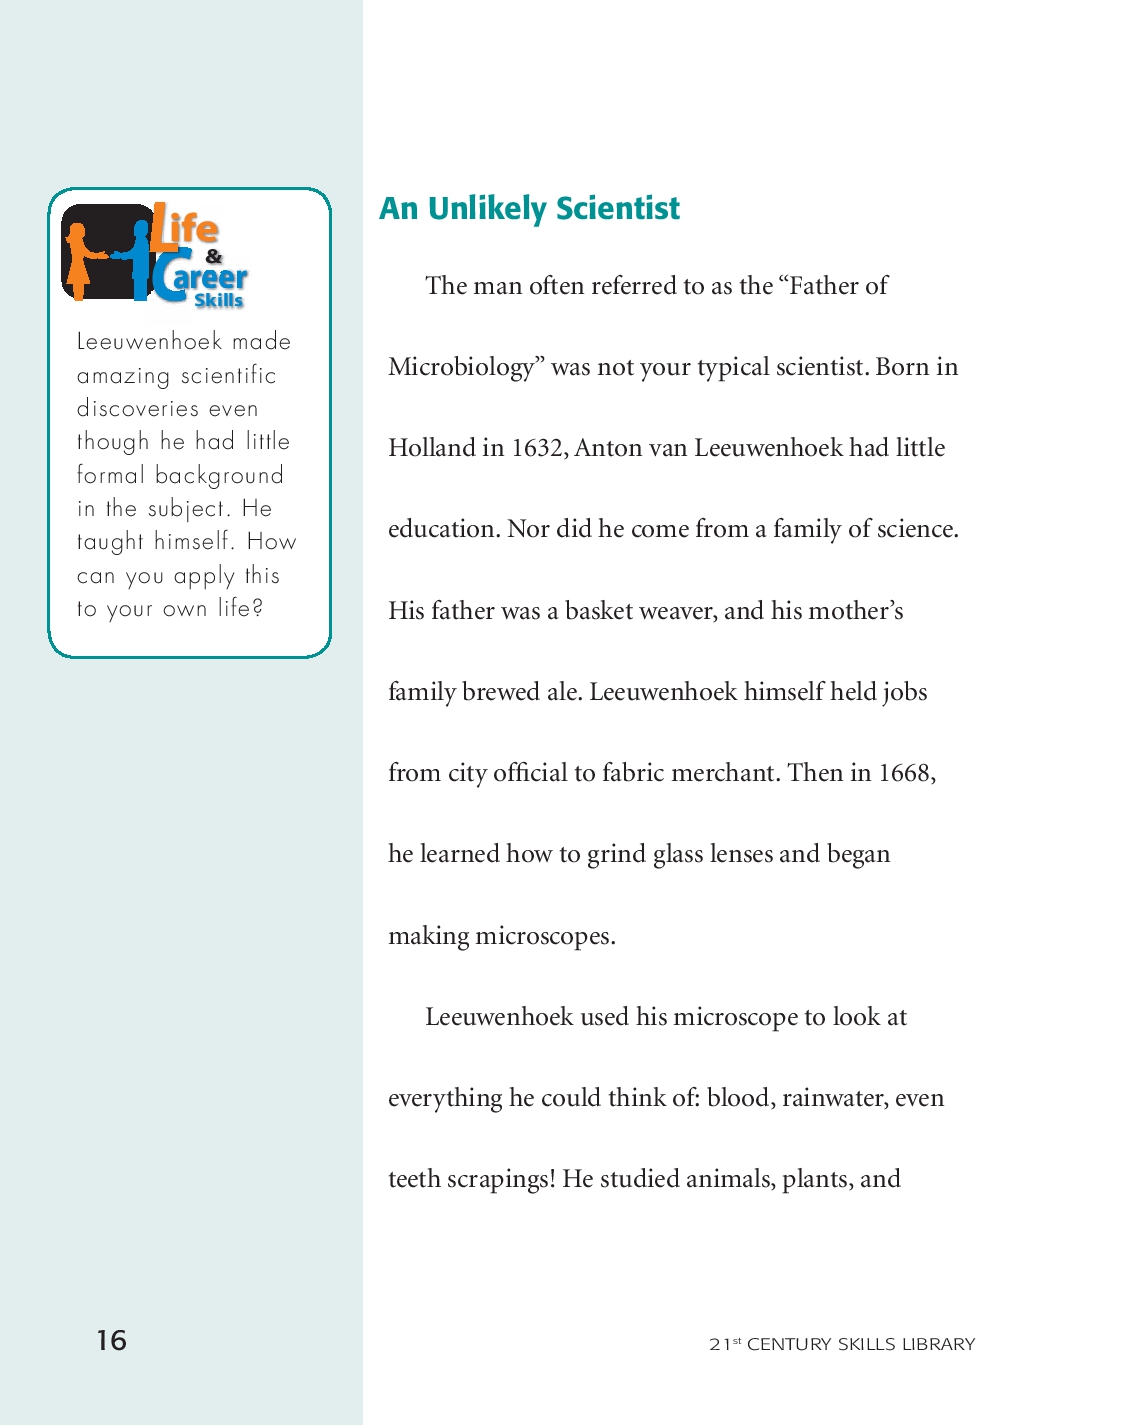 Life
&
Career
Skills
Leeuwenhoek made
amazing scientific
discoveries even
though he had little
formal background
in the subject. He
taught himself. How
can you apply this
to your own life?
An Unlikely Scientist
The man often referred to as the “Father of
Microbiology” was not your typical scientist. Born in
Holland in 1632, Anton van Leeuwenhoek had little
education. Nor did he come from a family of science.
His father was a basket weaver, and his mother’s
family brewed ale. Leeuwenhoek himself held jobs
from city official to fabric merchant. Then in 1668,
he learned how to grind glass lenses and began
making microscopes.
Leeuwenhoek used his microscope to look at
everything he could think of: blood, rainwater, even
teeth scrapings! He studied animals, plants, and
16
21st CENTURY SKILLS LIBRARY